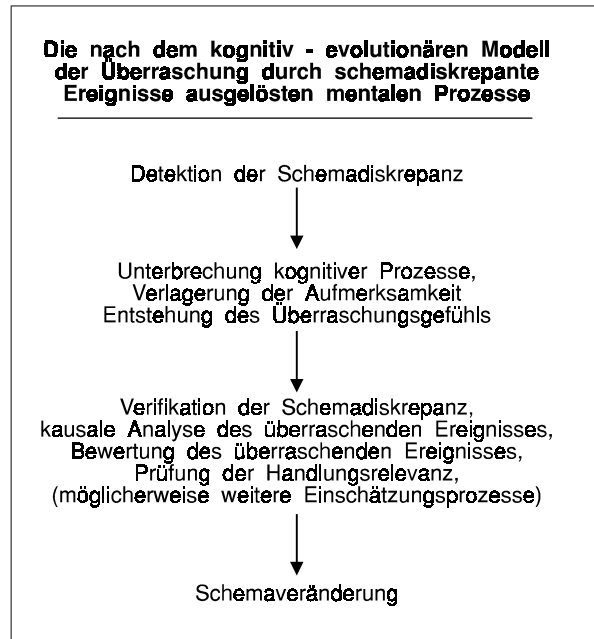 Die nach dem kognitiv - evolutionären Modell
der Überraschung durch schemadiskrepante
Ereignisse ausgelösten mentalen Prozesse
Detektion der Schemadiskrepanz
Unterbrechung kognitiver Prozesse,
Verlagerung der Aufmerksamkeit
Entstehung des Überraschungsgefühls
Verifikation der Schemadiskrepanz,
kausale Analyse des überraschenden Ereignisses,
Bewertung des überraschenden Ereignisses,
Prüfung der Handlungsrelevanz,
(möglicherweise weitere Einschätzungsprozesse)
Schemaveränderung